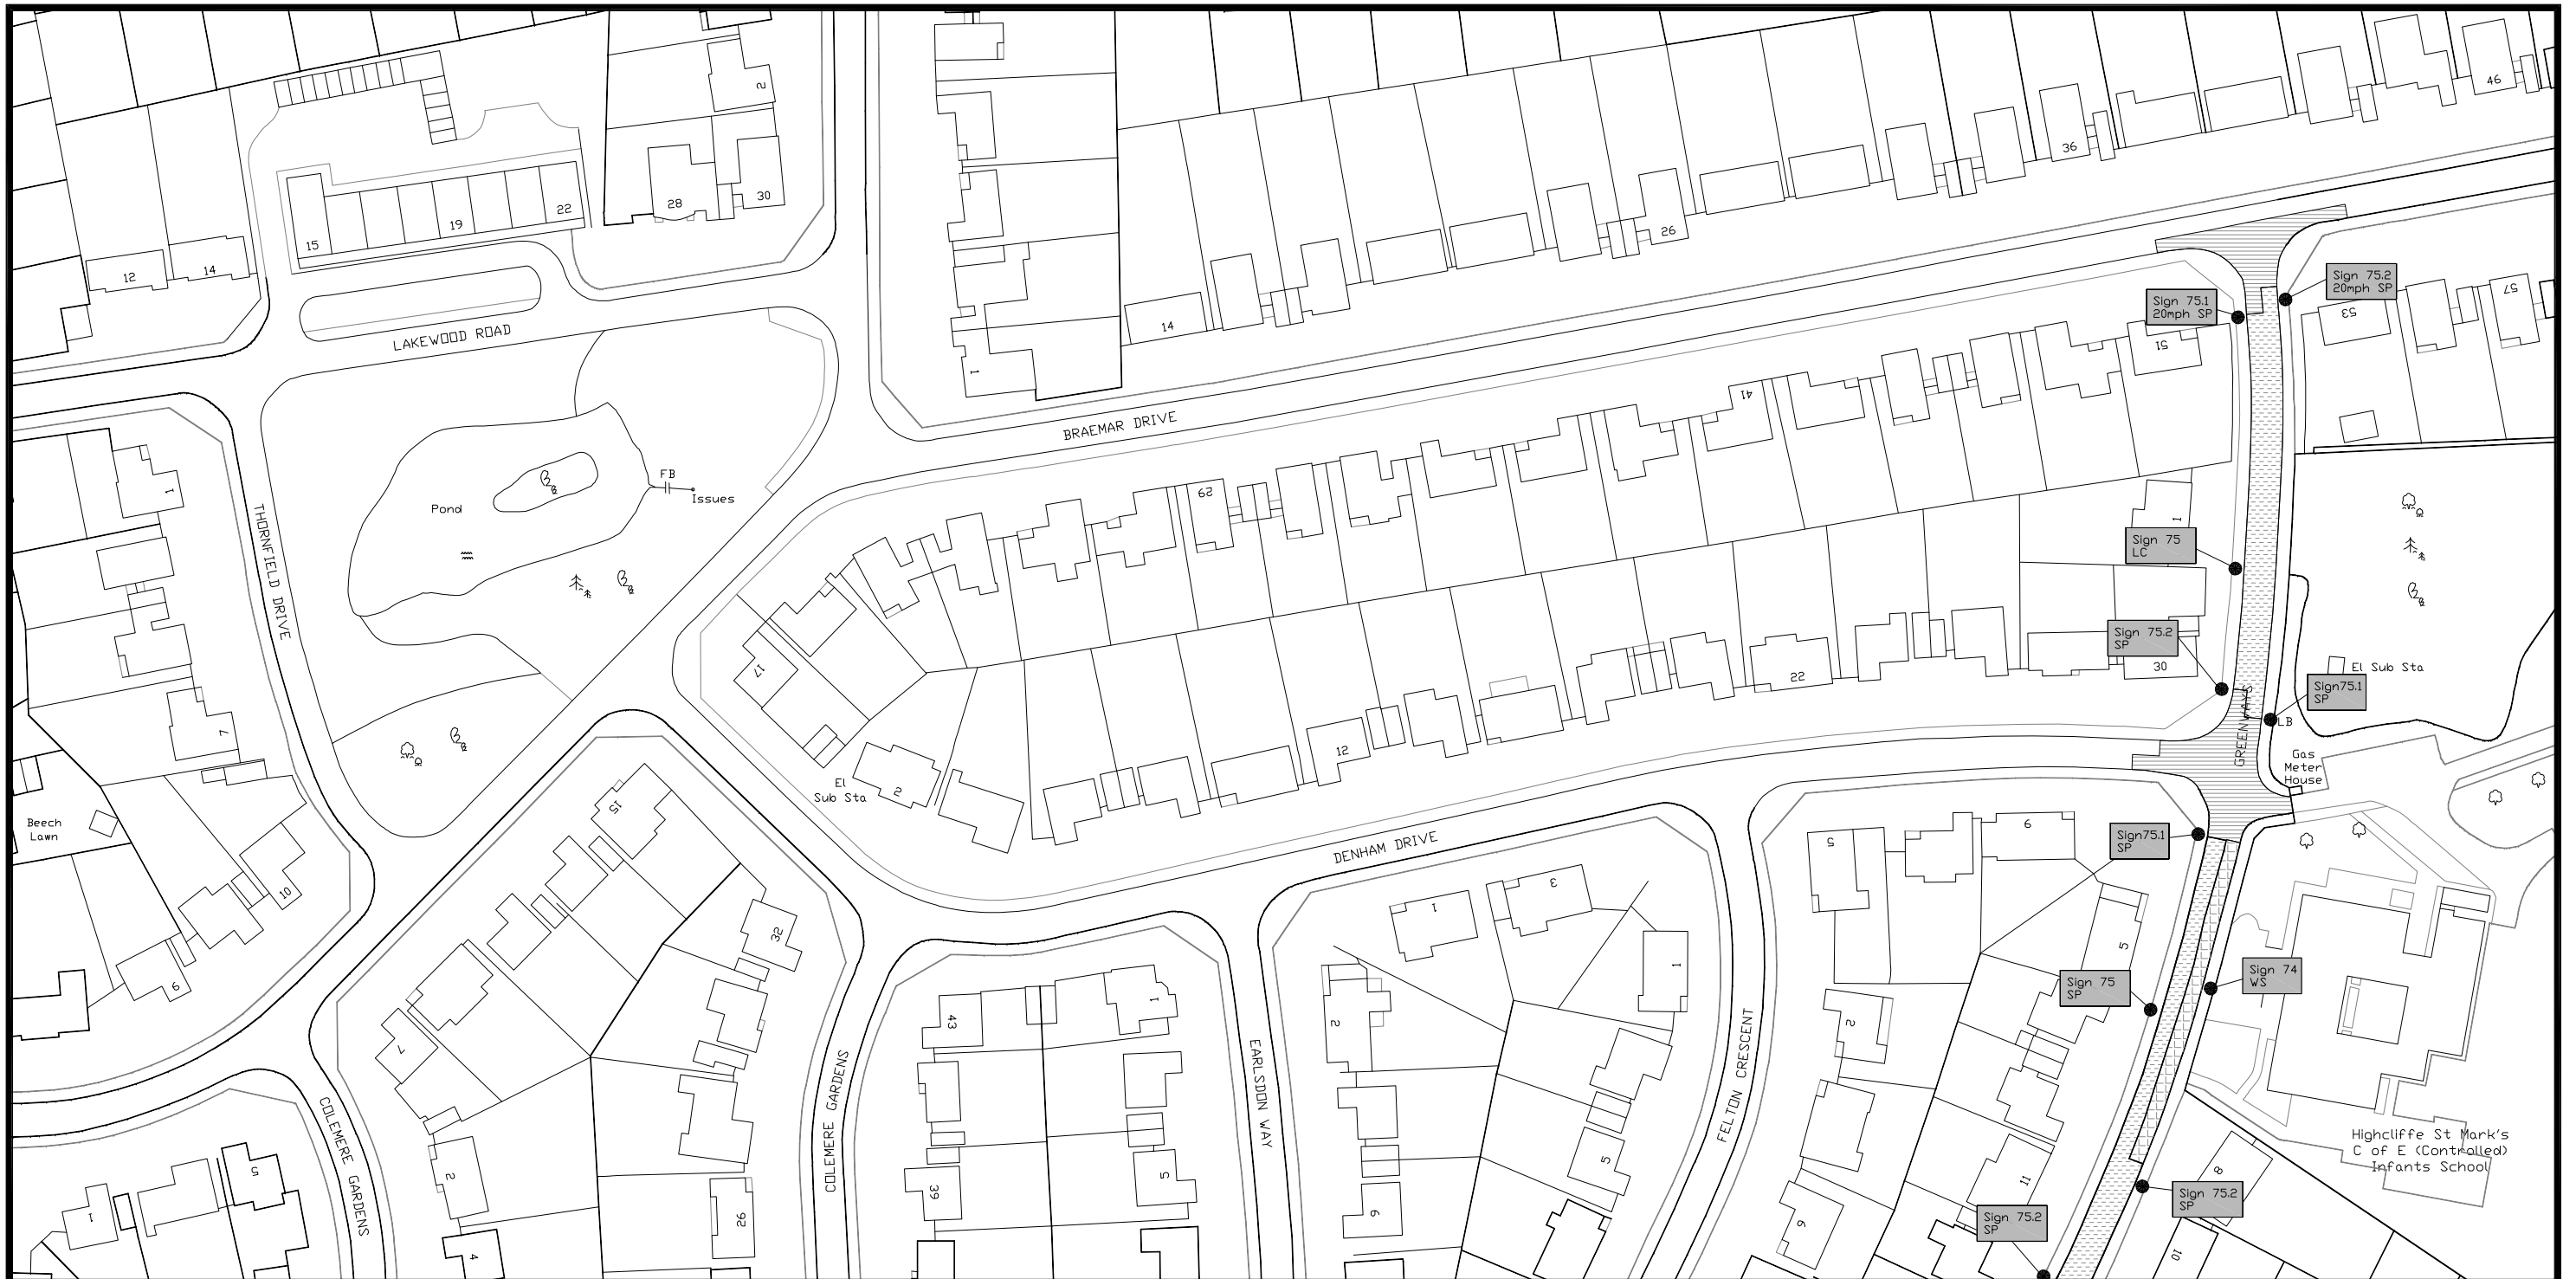 46
2
36
30
28
22
19
15
26
14
12
Sign 75.2
20mph SP
57
Sign 75.1
20mph SP
53
14
LAKEWOOD ROAD
51
1
41
BRAEMAR DRIVE
FB
Issues
29
1
Pond
1
THORNFIELD DRIVE
Sign 75
LC
Sign 75.2
SP
30
El Sub Sta
Sign75.1
SP
17
22
LB
GREENWAYS
7
12
Gas
Meter
House
El
Sub Sta
2
15
Beech
Lawn
DENHAM DRIVE
5
6
Sign75.1
SP
10
3
1
32
5
1
Sign 74
WS
Sign 75
SP
6
43
1
2
2
7
COLEMERE GARDENS
COLEMERE GARDENS
EARLSDON WAY
FELTON CRESCENT
Highcliffe St Mark's
C of E (Controlled)
Infants School
5
2
39
5
5
11
8
Sign 75.2
SP
1
26
6
9
Sign 75.2
SP
4
10